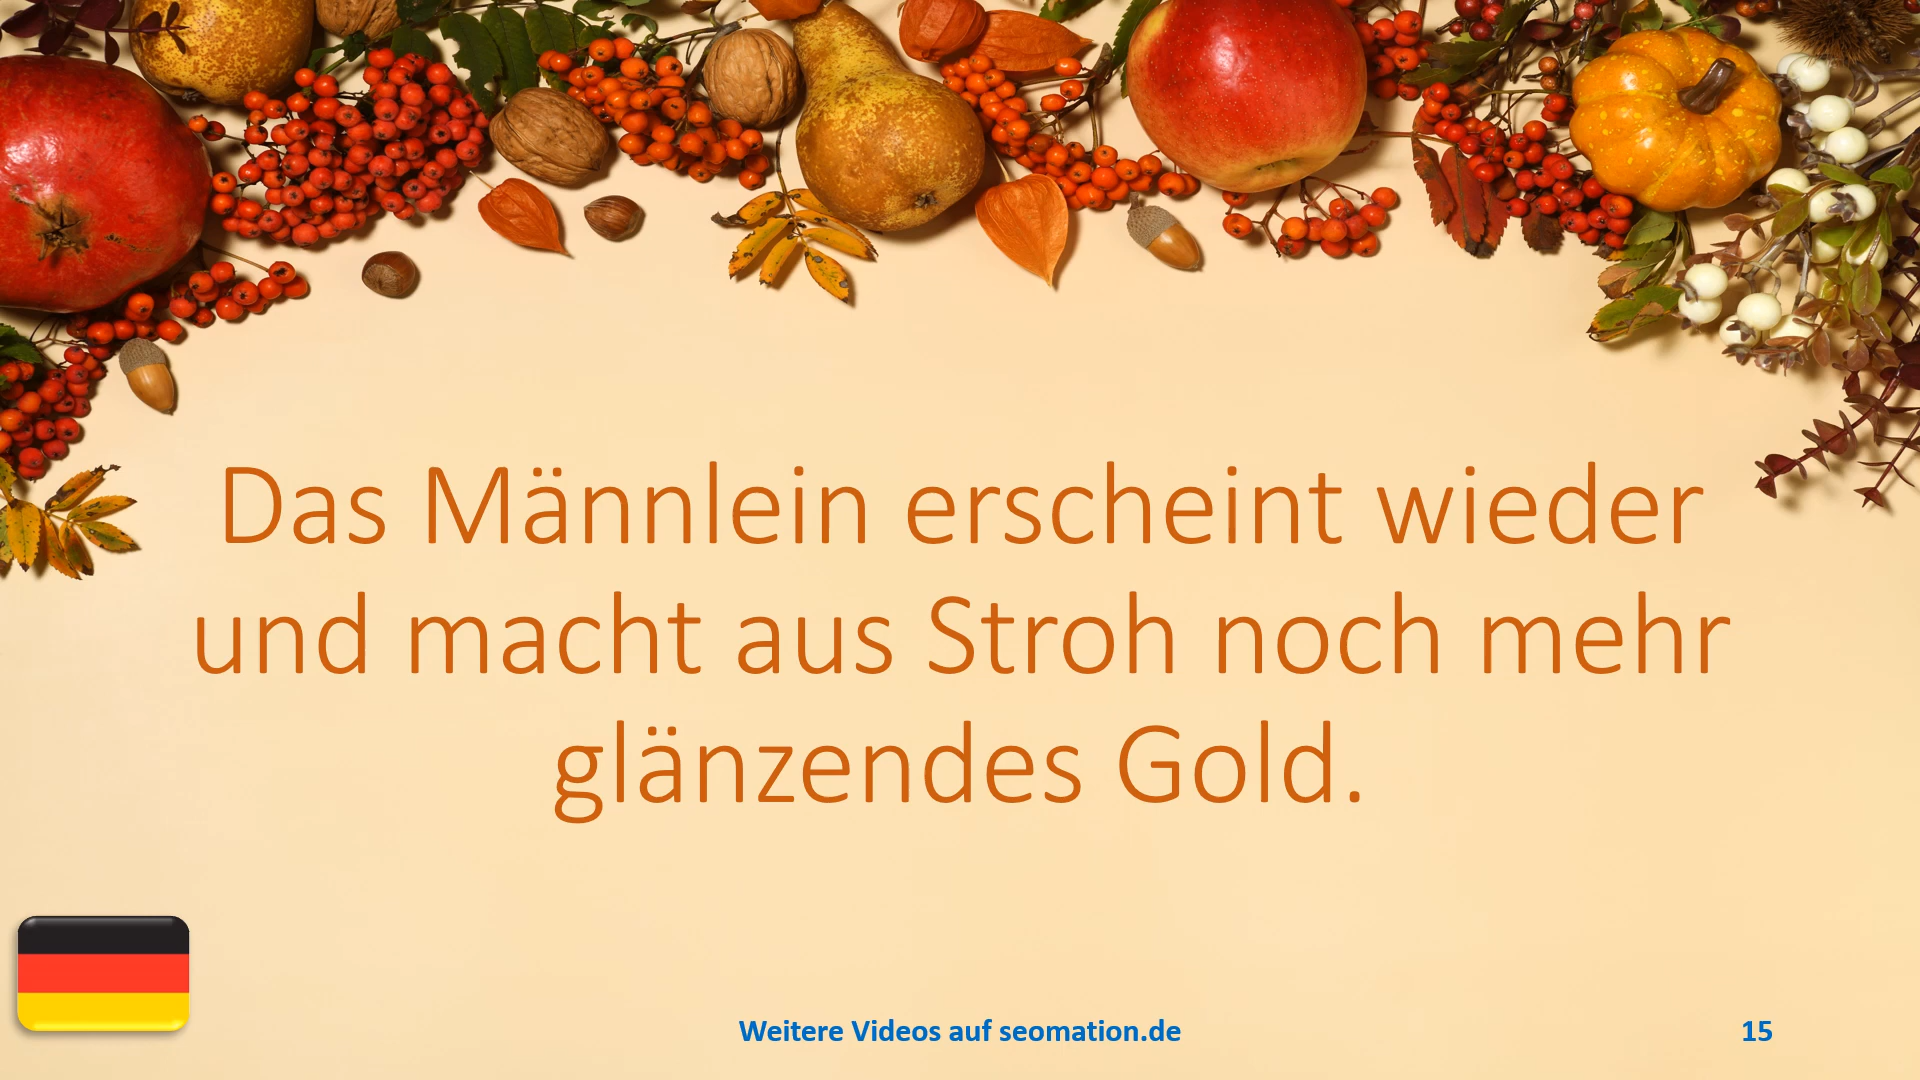 Das Männlein erscheint wieder
und macht aus Stroh noch mehr
glänzendes Gold.
Weitere Videos auf seomation.de
15